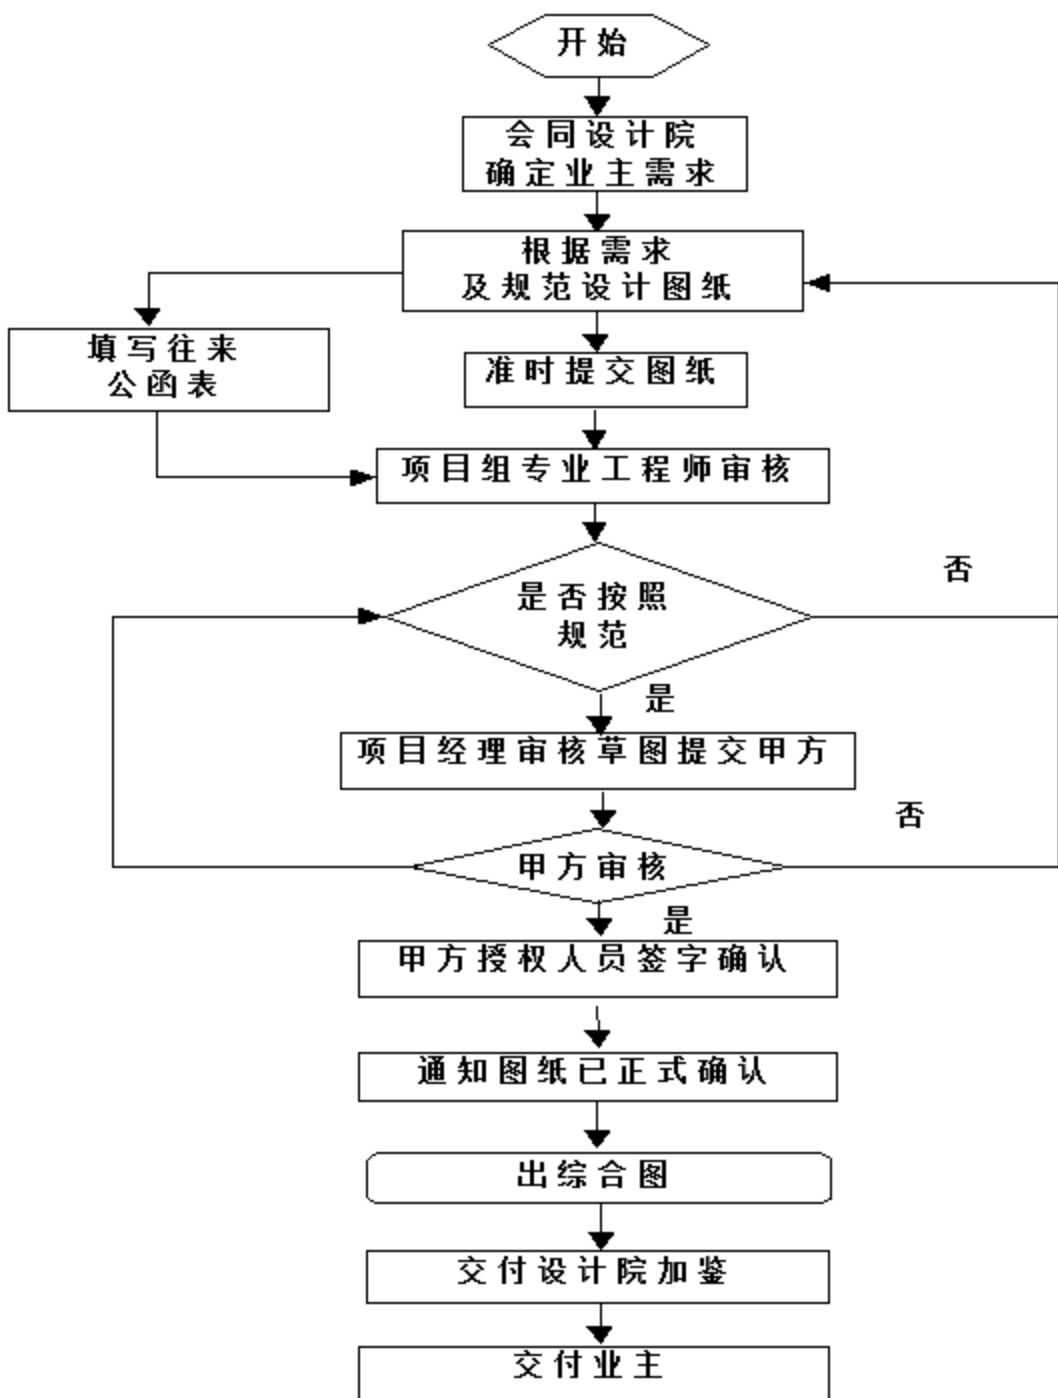 开始
会同设计院
确定业主需求
根据需求
及规范设计图纸
填写往来
公函表
准时提交图纸
项目组专业工程师审核
否
是否按照
规范
是
项目经理审核草图提交甲方
否
甲方审核
是
甲方授权人员签字确认
通知图纸已正式确认
出综合图
交付设计院加鉴
交付业主